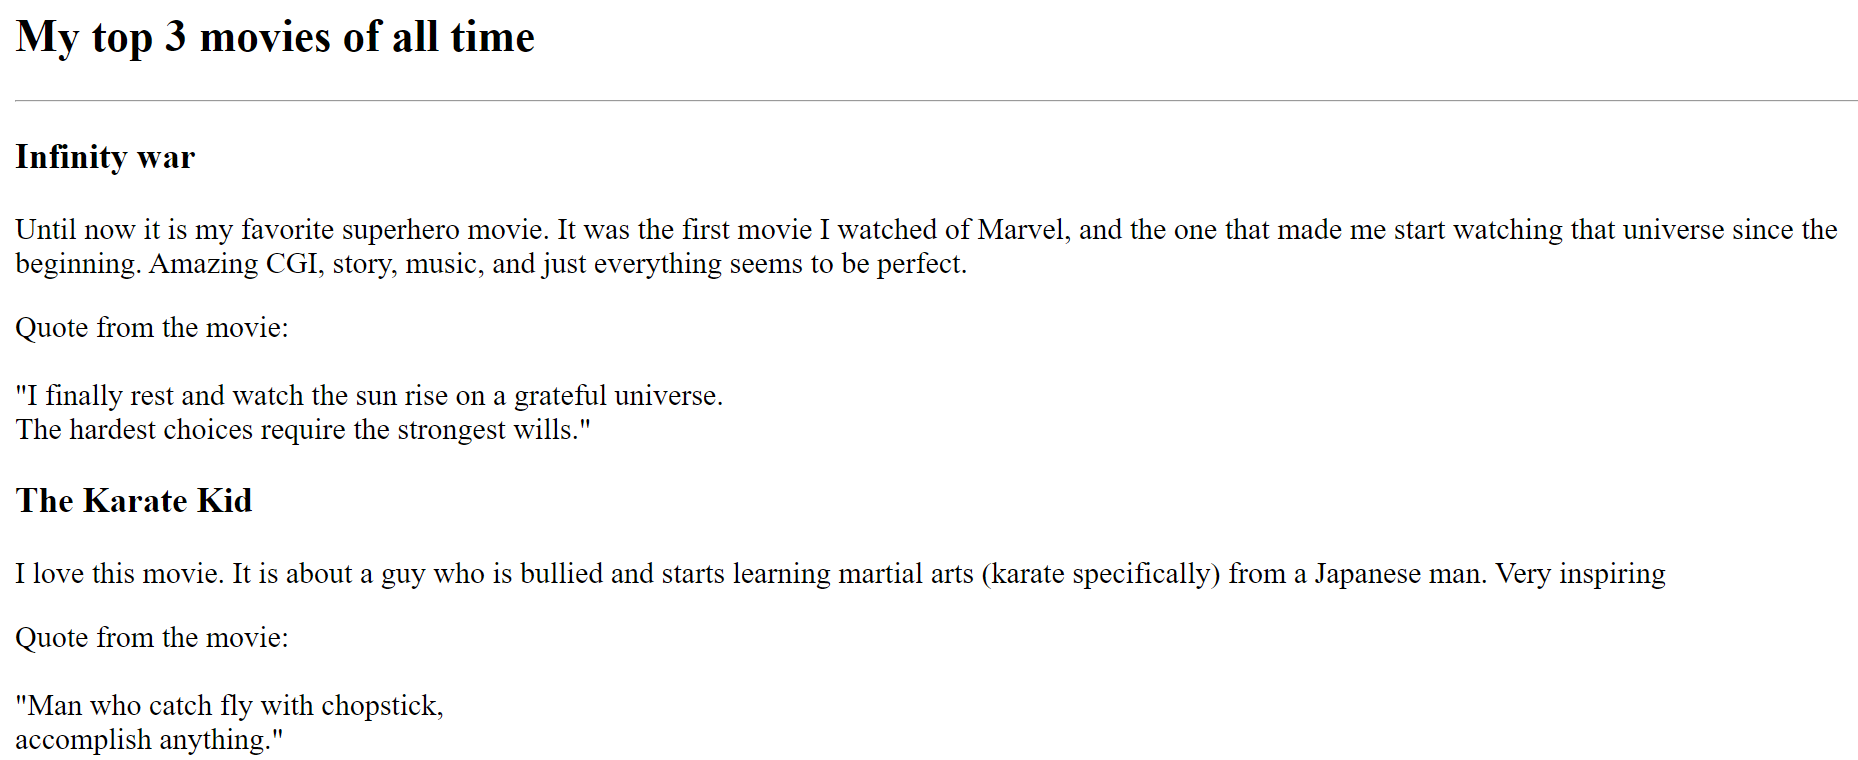 My top 3 movies of all time
Infinity war
Until now it is my favorite superhero movie. It was the first movie I watched of Marvel, and the one that made me start watching that universe since the
beginning. Amazing CGI, story, music, and just everything seems to be perfect.
Quote from the movie:
"I finally rest and watch the sun rise on a grateful universe.
The hardest choices require the strongest wills."
The Karate Kid
I love this movie. It is about a guy who is bullied and starts learning martial arts (karate specifically) from a Japanese man. Very inspiring
Quote from the movie:
"Man who catch fly with chopstick,
accomplish anything."